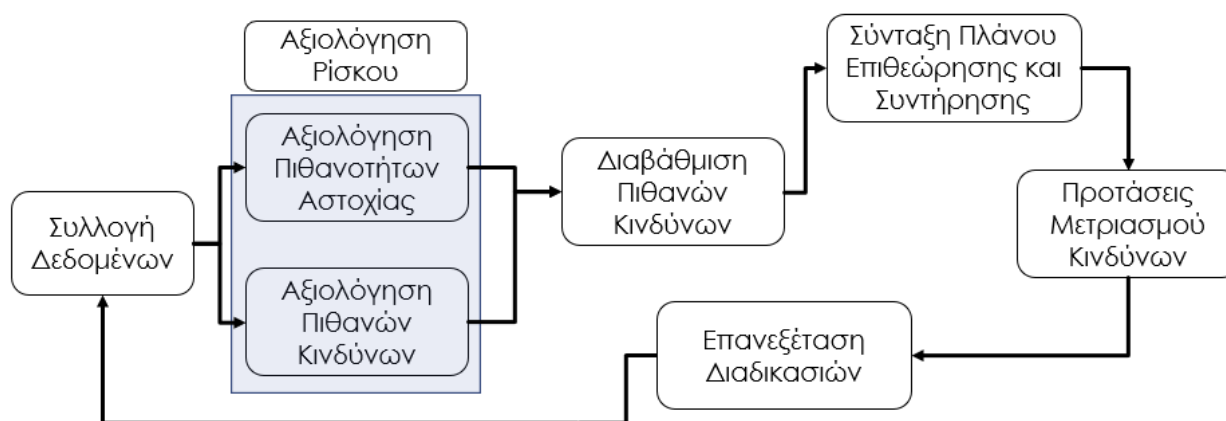 Αξιολόγηση
Ρίσκου
Αξιολόγηση
Πιθανοτήτων
Αστοχίας
Συλλογή
Δεδομένων
Αξιολόγηση
Πιθανών
Κινδύνων
Διαβάθμιση
Πιθανών
Κινδύνων
Σύνταξη Πλάνου
Επιθεώρησης και
Συντήρησης
Προτάσεις
Μετριασμού
Κινδύνων
Επανεξέταση
Διαδικασιών